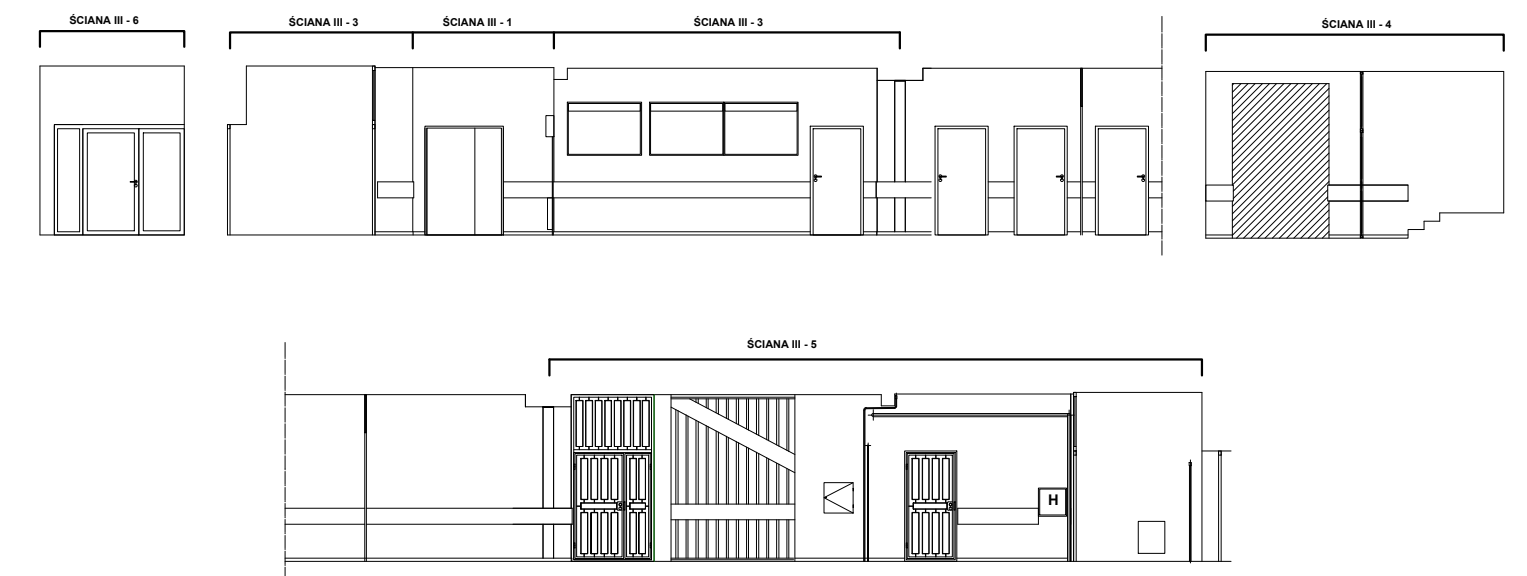 ŚCIANA III - 6
ŚCIANA III - 3
ŚCIANA III - 1
ŚCIANA III - 3
ŚCIANA III - 4
ŚCIANA III - 5
H